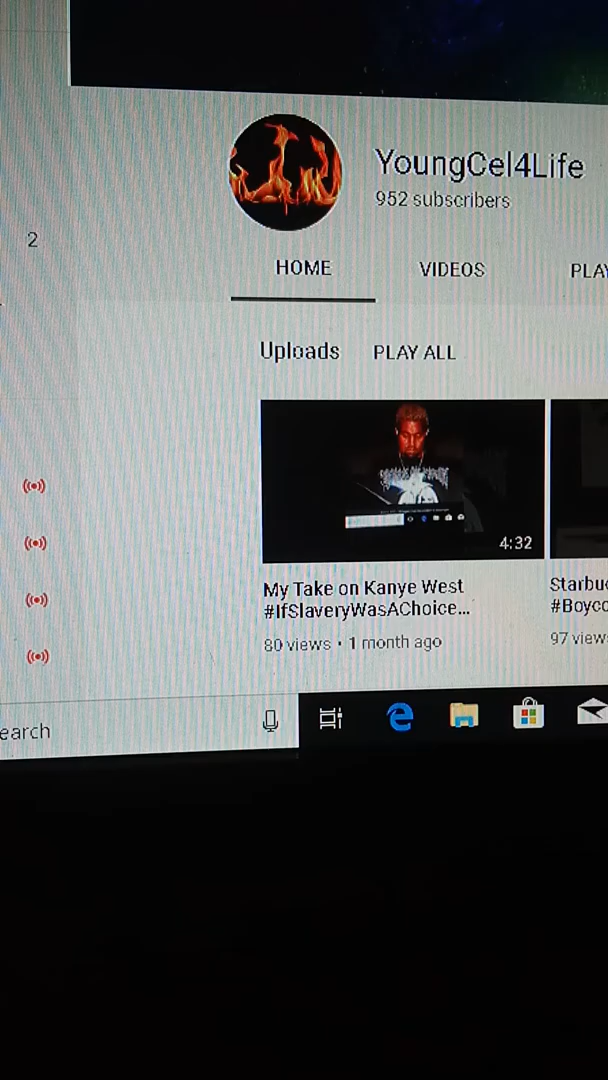 YoungCel4Life
952 subscribers
2
HOME VIDEOS PLAY
Uploads PLAY ALL
4:32
My Take on Kanye West
#IfSlaveryWasAChoice...
80 views • 1 month ago
Starbu
#Boyco
97 view
earch